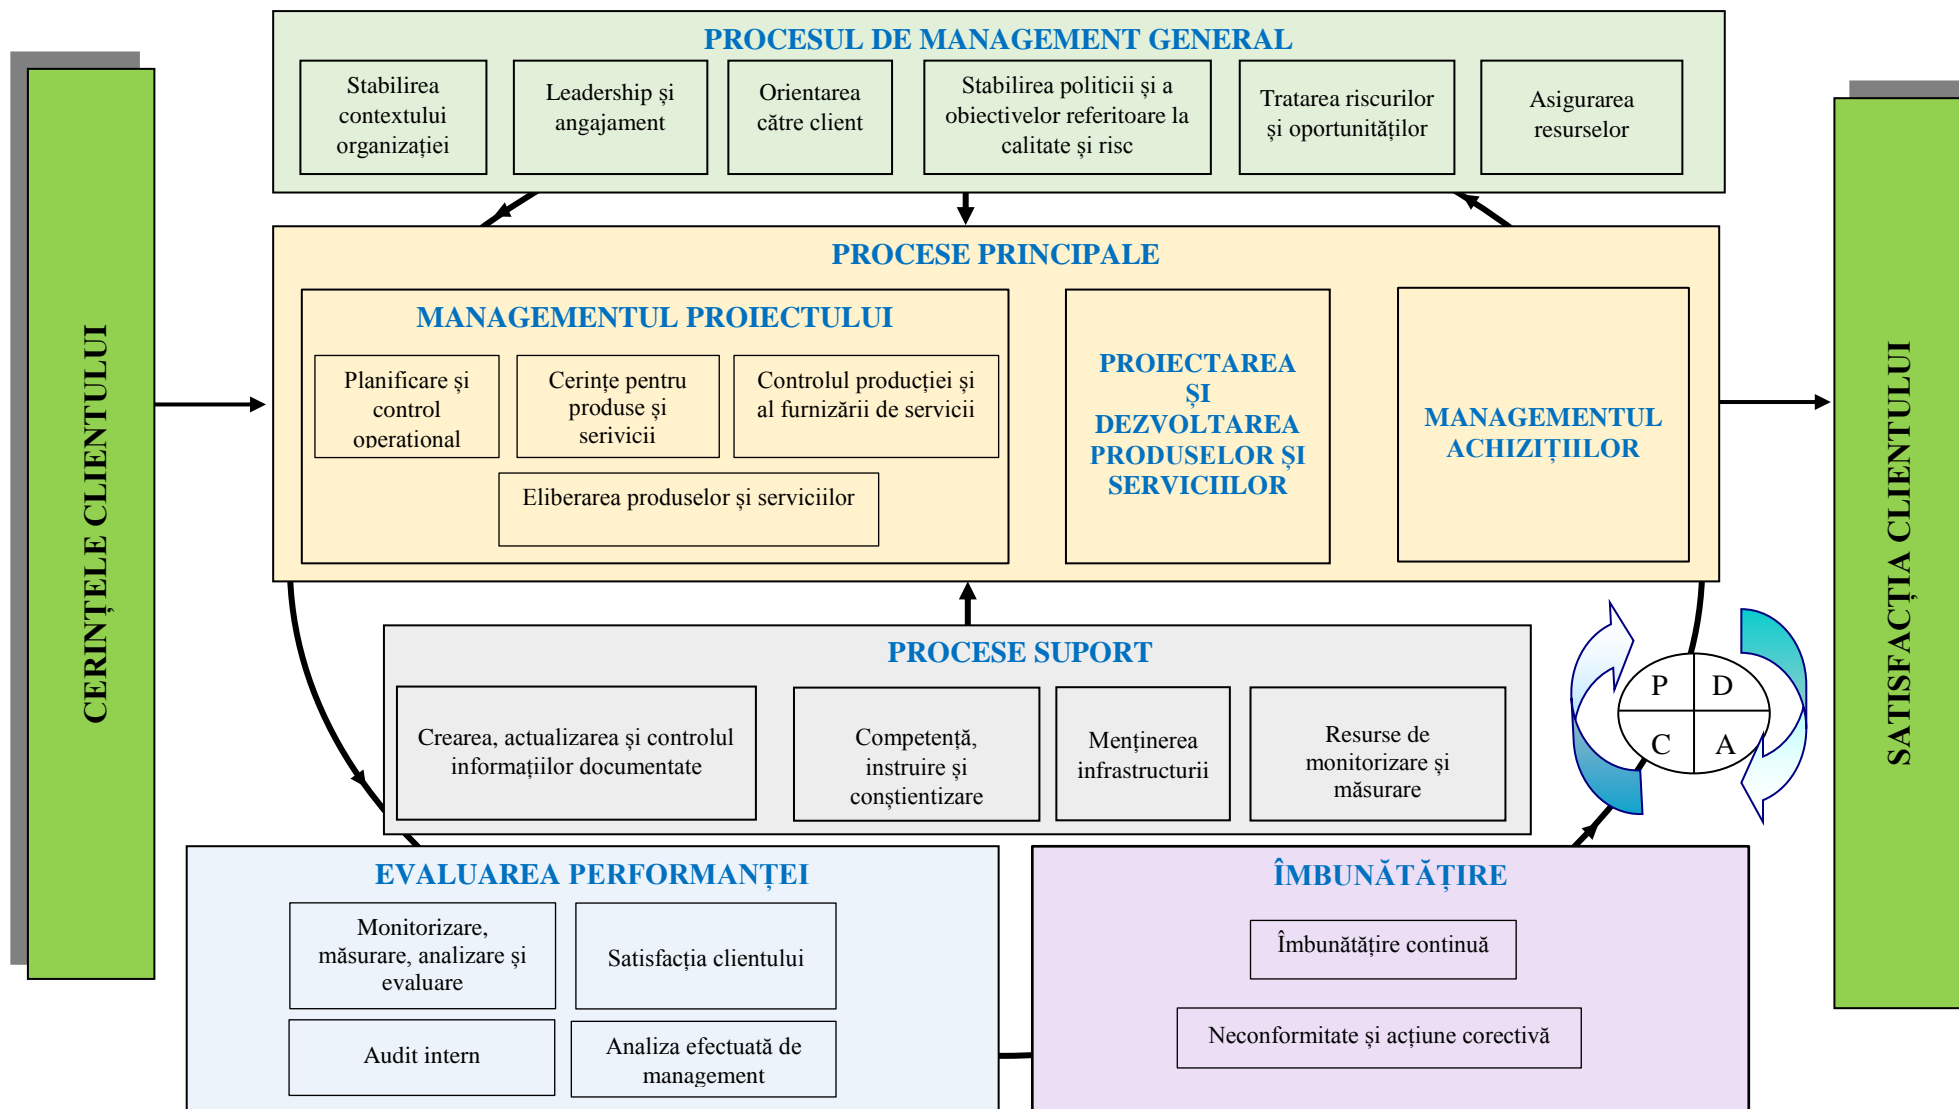 PROCESUL DE MANAGEMENT GENERAL
Stabilirea
contextului
organizației
Leadership și
angajament
Orientarea
către client
Stabilirea politicii și a
obiectivelor referitoare la
calitate și risc
Tratarea riscurilor
și oportunităților
Asigurarea
resurselor
CERINȚELE CLIENTULUI
PROCESE PRINCIPALE
MANAGEMENTUL PROIECTULUI
Planificare și
control
operational
Cerințe pentru
produse și
serivicii
Controlul producției și
al furnizării de servicii
Eliberarea produselor și serviciilor
PROIECTAREA
ȘI
DEZVOLTAREA
PRODUSELOR ȘI
SERVICIILOR
MANAGEMENTUL
ACHIZIȚIILOR
SATISFACȚIA CLIENTULUI
PROCESE SUPORT
Crearea, actualizarea și controlul
informațiilor documentate
Competență,
instruire și
conștientizare
Menținerea
infrastructurii
Resurse de
monitorizare și
măsurare
P D
C A
EVALUAREA PERFORMANȚEI
Monitorizare,
măsurare, analizare și
evaluare
Satisfacția clientului
Audit intern
Analiza efectuată de
management
ÎMBUNĂTĂȚIRE
Îmbunătățire continuă
Neconformitate și acțiune corectivă